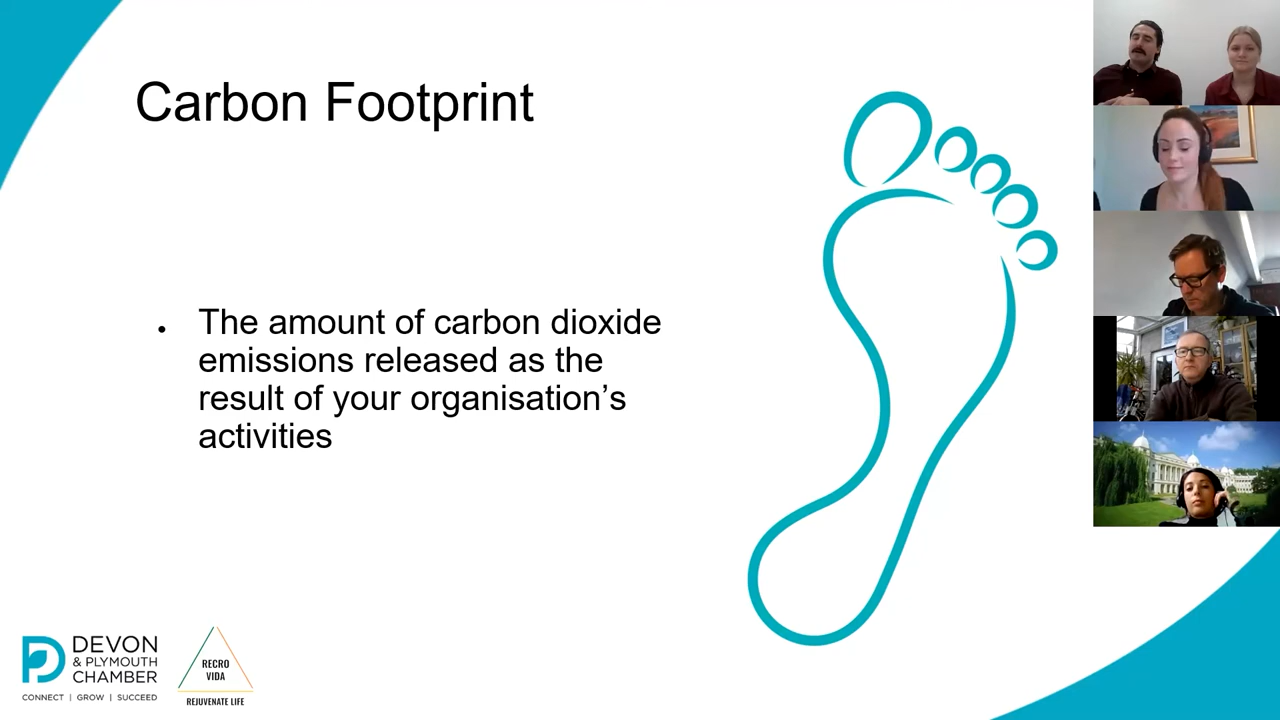 Carbon Footprint
• The amount of carbon dioxide
emissions released as the
result of your organisation’s
activities
DEVON
& PLYMOUTH
CHAMBER
CONNECT | GROW | SUCCEED
RECRO
VIDA
REJUVENATE LIFE